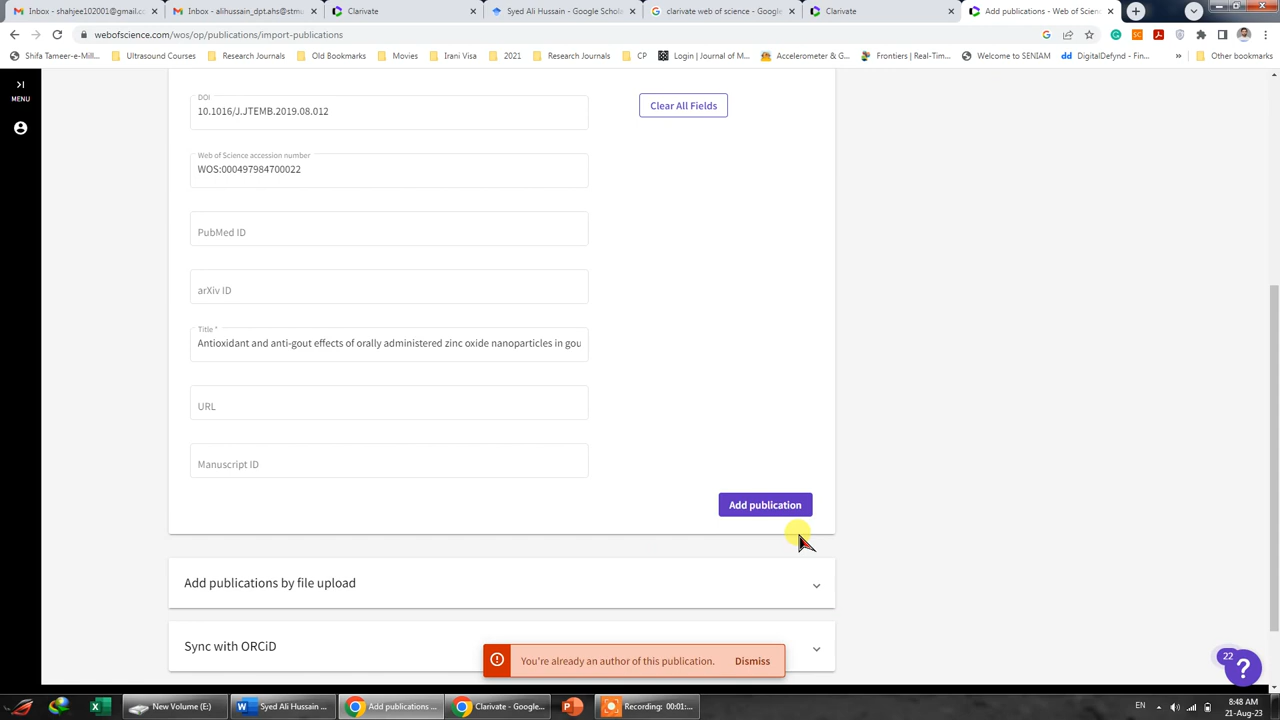 Inbox - shahjee102001@gmail.c
Inbox - alihussain_dpt.ahs@stmu
Clarivate
Syed Ali Hussain - Google Schol
clarivate web of science - Google
Clarivate
Add publications - Web of Scien
webofscience.com/wos/op/publications/import-publications
Shifa Tameer-e-Mill...
Ultrasound Courses
Research Journals
Old Bookmarks
Movies
Irani Visa
2021
Research Journals
CP
Login | Journal of M...
Accelerometer & G...
Frontiers | Real-Tim...
Welcome to SENIAM
DigitalDefynd - Fin...
»
Other bookmarks
MENU
DOI
10.1016/J.JTEMB.2019.08.012
Clear All Fields
Web of Science accession number
WOS:000497984700022
PubMed ID
arXiv ID
Title *
Antioxidant and anti-gout effects of orally administered zinc oxide nanoparticles in gou
URL
Manuscript ID
Add publication
Add publications by file upload
Sync with ORCiD
You're already an author of this publication.
Dismiss
22
?
New Volume (E:)
Syed Ali Hussain ...
Add publications ...
Clarivate - Google...
Recording: 00:01:...
EN
8:48 AM
21-Aug-23